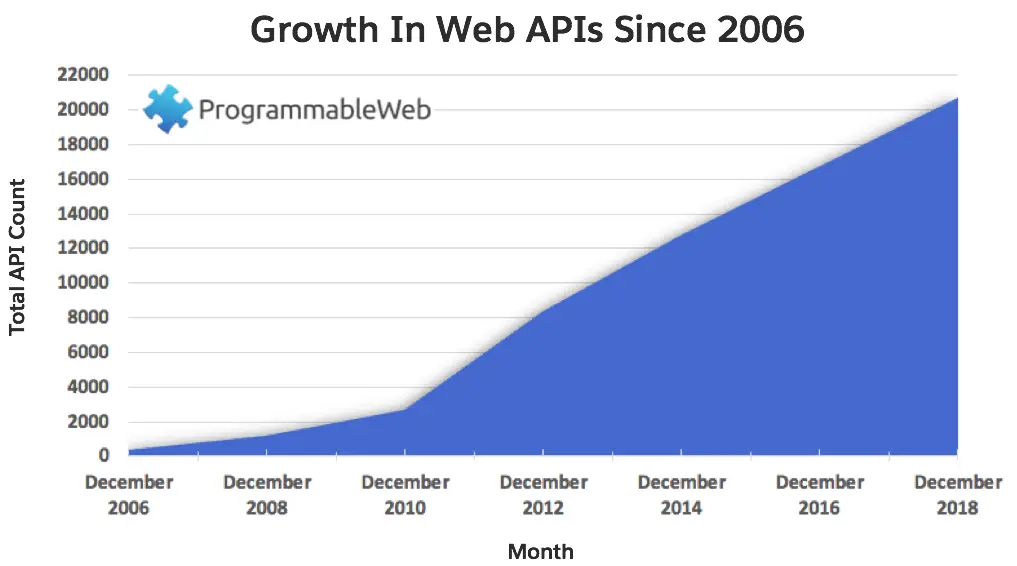 Growth In Web APIs Since 2006
ProgrammableWeb
Total API Count
22000
20000
18000
16000
14000
12000
10000
8000
6000
4000
2000
0
December December December December December December December
2006 2008 2010 2012 2014 2016 2018
Month